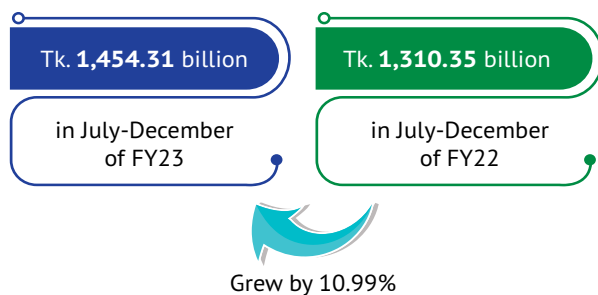 Tk. 1,454.31 billion
in July-December
of FY23
Tk. 1,310.35 billion
in July-December
of FY22
Grew by 10.99%